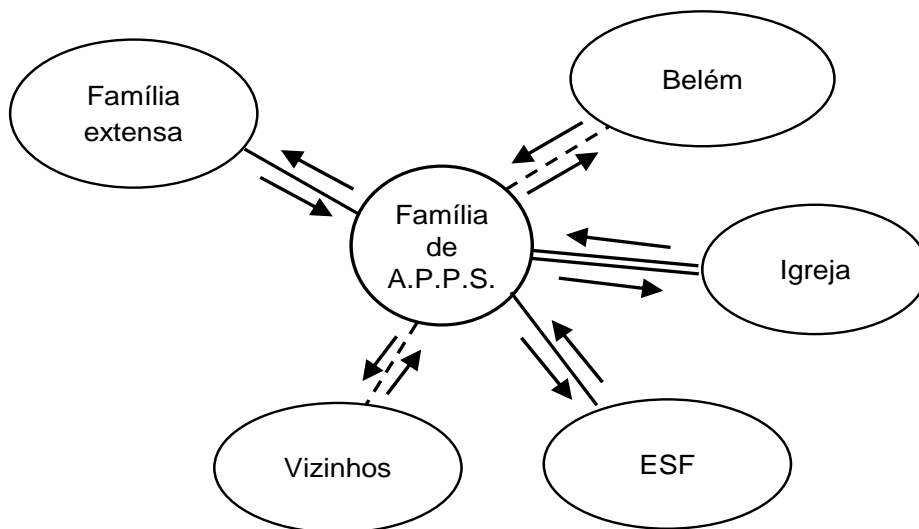 Família
extensa
Belém
Família
de
A.P.P.S.
Igreja
Vizinhos
ESF